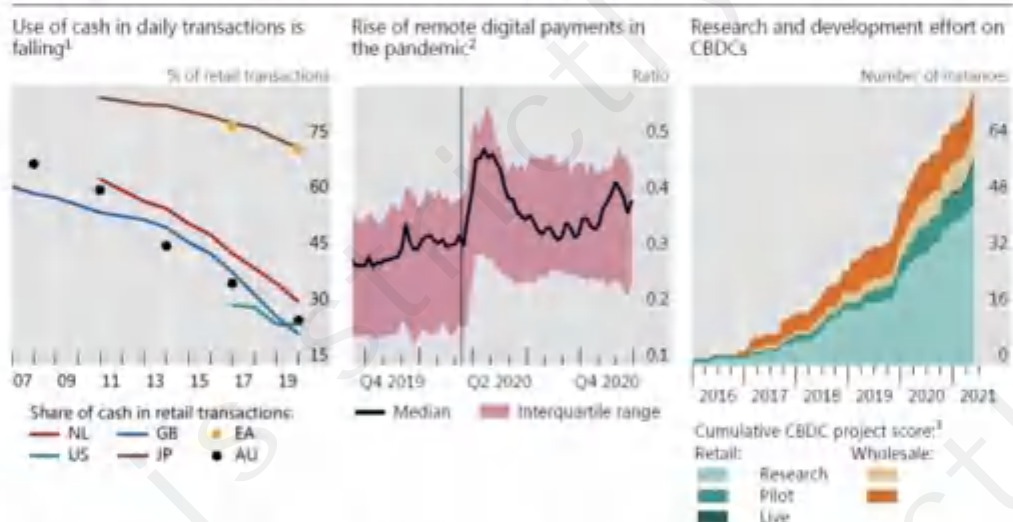 Use of cash in daily transactions is
falling1
% of retail transactions
75
60
45
30
15
07 09 11 13 15 17 19
Share of cash in retail transactions:
NL GB EA
US JP AU
Rise of remote digital payments in
the pandemic2
Ratio
0.5
0.4
0.3
0.2
0.1
Q4 2019 Q2 2020 Q4 2020
Median Interquartile range
Research and development effort on
CBDCs
Number of instances
64
48
32
16
0
2016 2017 2018 2019 2020 2021
Cumulative CBDC project score:3
Retail: Wholesale:
Research
Pilot
Live